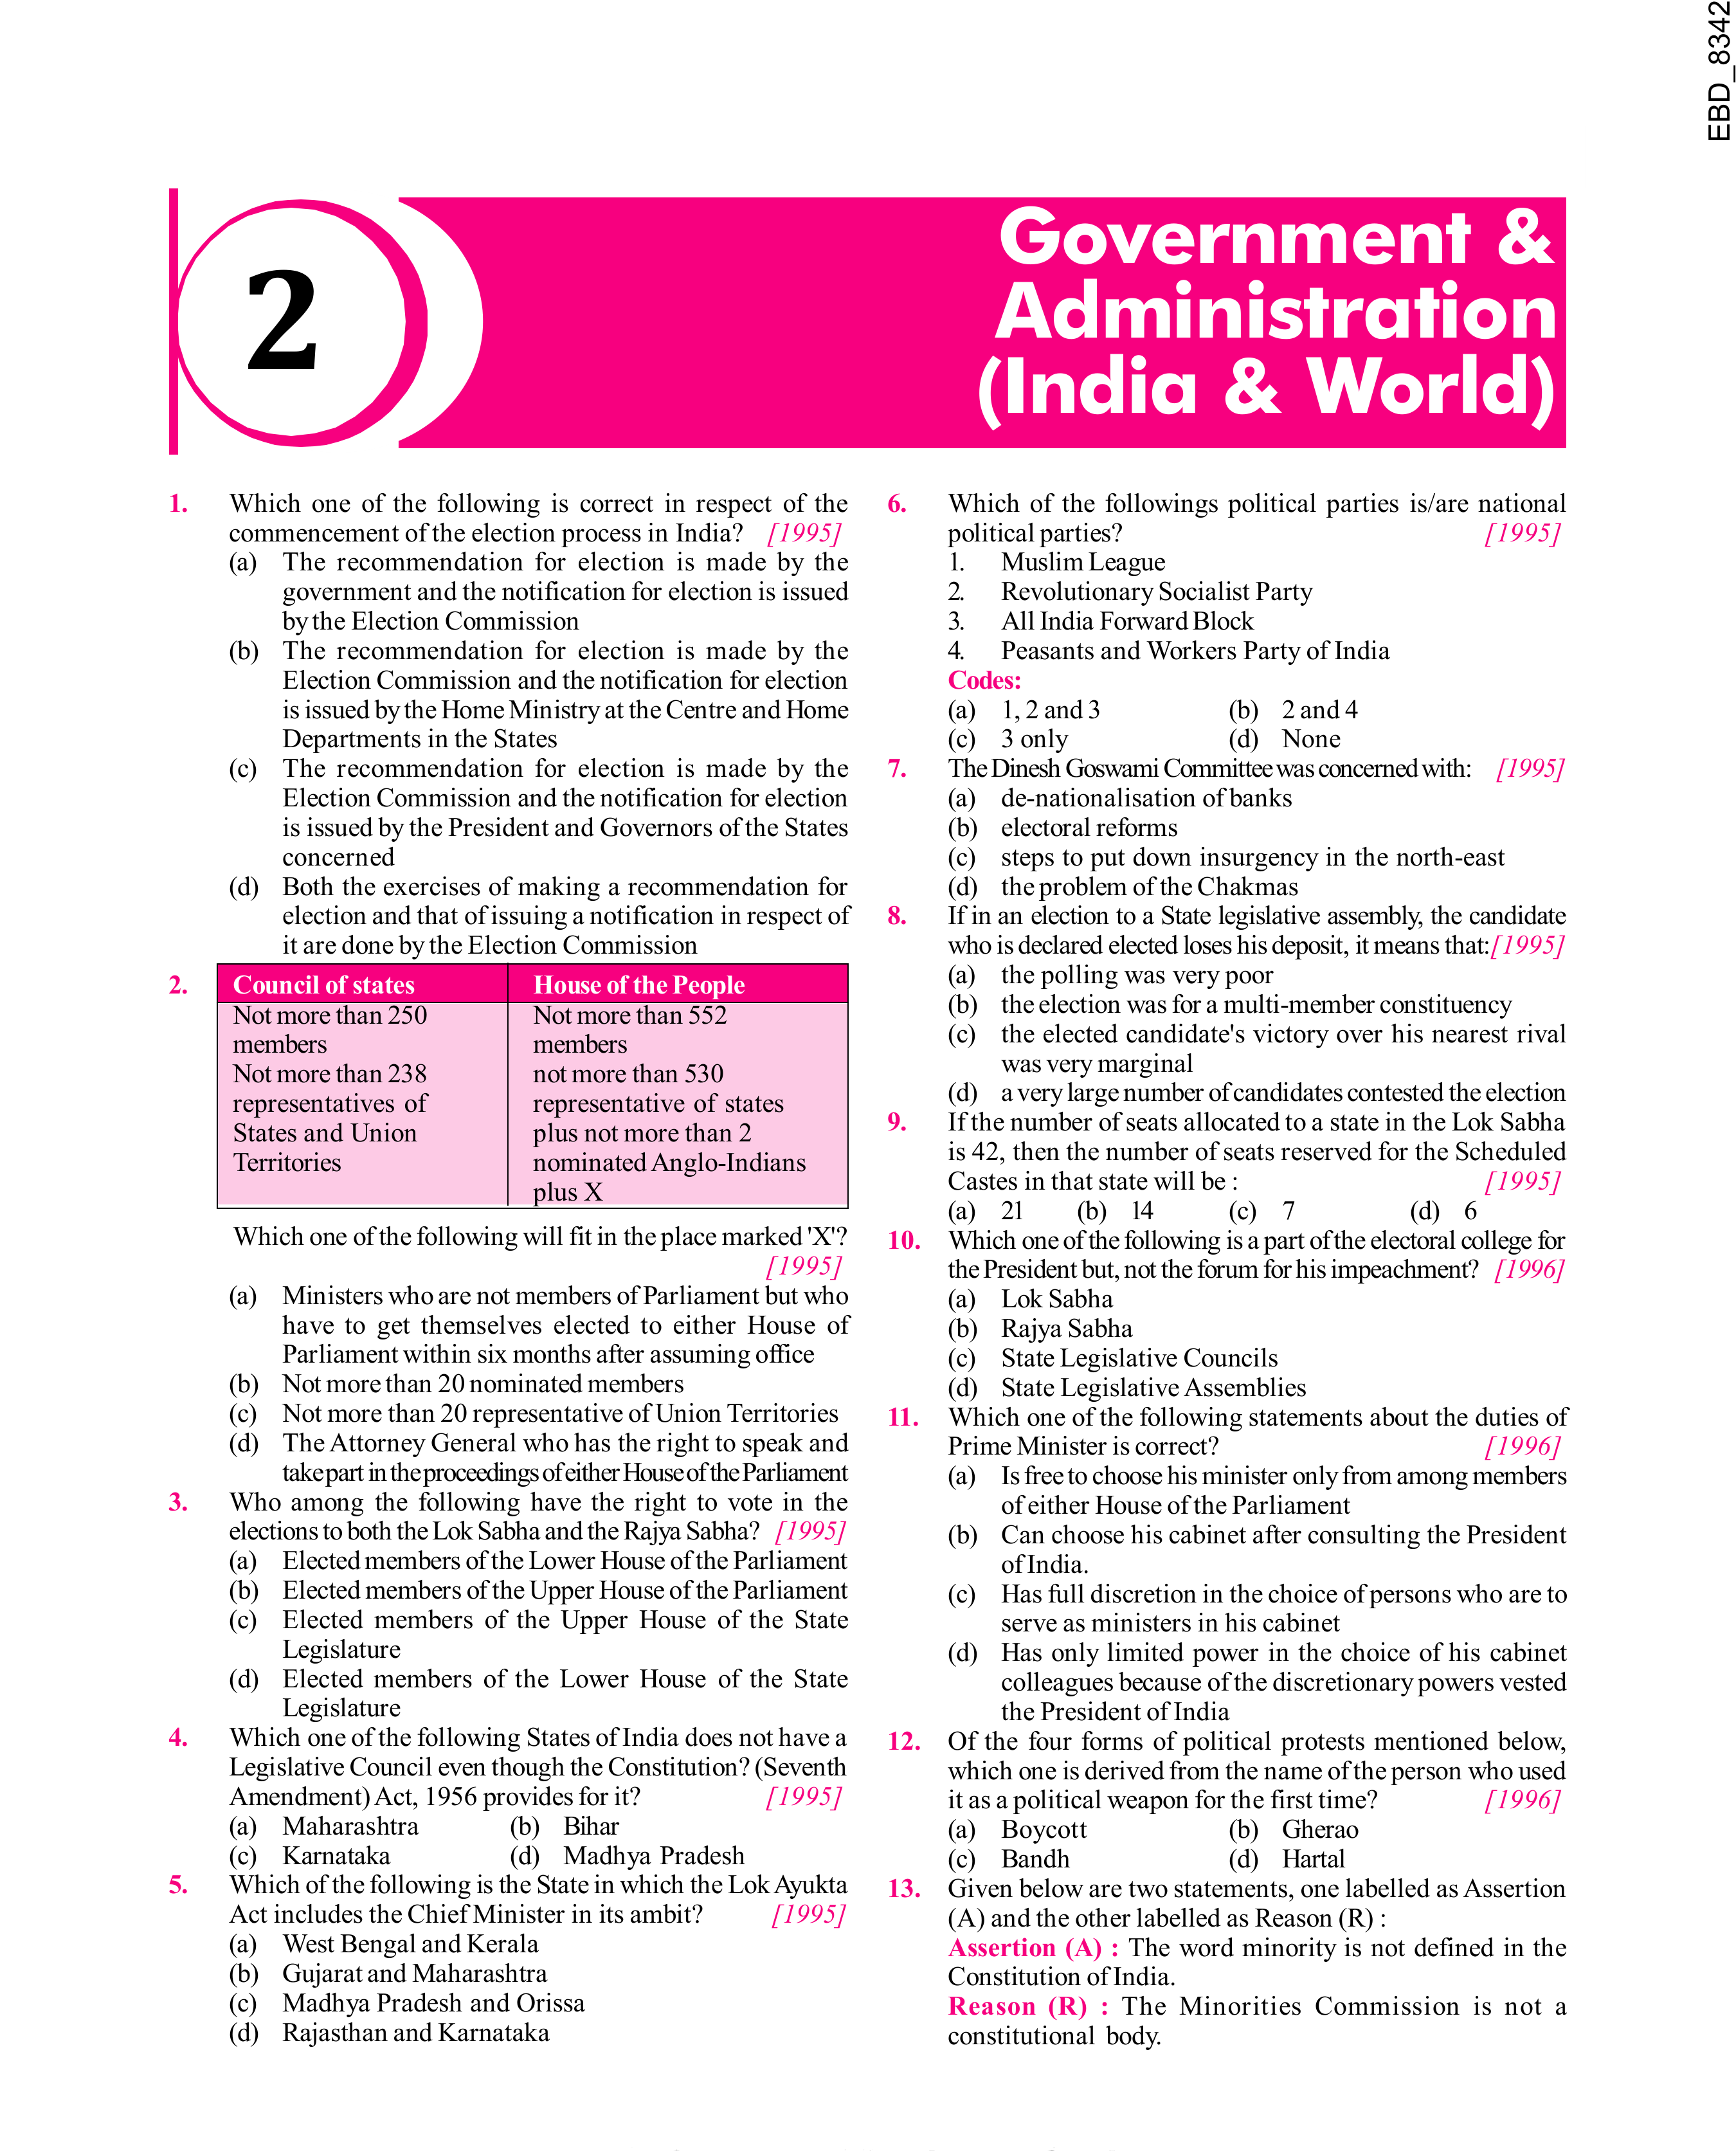 EBD_8342
2
Government &
Administration
(India & World)
1. Which one of the following is correct in respect of the
commencement of the election process in India? [1995]
(a) The recommendation for election is made by the
government and the notification for election is issued
by the Election Commission
(b) The recommendation for election is made by the
Election Commission and the notification for election
is issued by the Home Ministry at the Centre and Home
Departments in the States
(c) The recommendation for election is made by the
Election Commission and the notification for election
is issued by the President and Governors of the States
concerned
(d) Both the exercises of making a recommendation for
election and that of issuing a notification in respect of
it are done by the Election Commission
2. Council of states House of the People
Not more than 250 Not more than 552
members members
Not more than 238 not more than 530
representatives of representative of states
States and Union plus not more than 2
Territories nominated Anglo-Indians
plus X
Which one of the following will fit in the place marked 'X'?
[1995]
(a) Ministers who are not members of Parliament but who
have to get themselves elected to either House of
Parliament within six months after assuming office
(b) Not more than 20 nominated members
(c) Not more than 20 representative of Union Territories
(d) The Attorney General who has the right to speak and
take part in the proceedings of either House of the Parliament
3. Who among the following have the right to vote in the
elections to both the Lok Sabha and the Rajya Sabha? [1995]
(a) Elected members of the Lower House of the Parliament
(b) Elected members of the Upper House of the Parliament
(c) Elected members of the Upper House of the State
Legislature
(d) Elected members of the Lower House of the State
Legislature
4. Which one of the following States of India does not have a
Legislative Council even though the Constitution? (Seventh
Amendment) Act, 1956 provides for it? [1995]
(a) Maharashtra (b) Bihar
(c) Karnataka (d) Madhya Pradesh
5. Which of the following is the State in which the Lok Ayukta
Act includes the Chief Minister in its ambit? [1995]
(a) West Bengal and Kerala
(b) Gujarat and Maharashtra
(c) Madhya Pradesh and Orissa
(d) Rajasthan and Karnataka
6. Which of the followings political parties is/are national
political parties? [1995]
1. Muslim League
2. Revolutionary Socialist Party
3. All India Forward Block
4. Peasants and Workers Party of India
Codes:
(a) 1, 2 and 3 (b) 2 and 4
(c) 3 only (d) None
7. The Dinesh Goswami Committee was concerned with: [1995]
(a) de-nationalisation of banks
(b) electoral reforms
(c) steps to put down insurgency in the north-east
(d) the problem of the Chakmas
8. If in an election to a State legislative assembly, the candidate
who is declared elected loses his deposit, it means that: [1995]
(a) the polling was very poor
(b) the election was for a multi-member constituency
(c) the elected candidate's victory over his nearest rival
was very marginal
(d) a very large number of candidates contested the election
9. If the number of seats allocated to a state in the Lok Sabha
is 42, then the number of seats reserved for the Scheduled
Castes in that state will be : [1995]
(a) 21 (b) 14 (c) 7 (d) 6
10. Which one of the following is a part of the electoral college for
the President but, not the forum for his impeachment? [1996]
(a) Lok Sabha
(b) Rajya Sabha
(c) State Legislative Councils
(d) State Legislative Assemblies
11. Which one of the following statements about the duties of
Prime Minister is correct? [1996]
(a) Is free to choose his minister only from among members
of either House of the Parliament
(b) Can choose his cabinet after consulting the President
of India.
(c) Has full discretion in the choice of persons who are to
serve as ministers in his cabinet
(d) Has only limited power in the choice of his cabinet
colleagues because of the discretionary powers vested
the President of India
12. Of the four forms of political protests mentioned below,
which one is derived from the name of the person who used
it as a political weapon for the first time? [1996]
(a) Boycott (b) Gherao
(c) Bandh (d) Hartal
13. Given below are two statements, one labelled as Assertion
(A) and the other labelled as Reason (R) :
Assertion (A) : The word minority is not defined in the
Constitution of India.
Reason (R) : The Minorities Commission is not a
constitutional body.